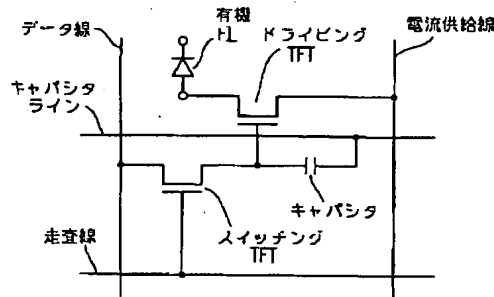 データ線
有機
EL
ドライビング
TFT
電流供給線
キャパシタ
ライン
キャパシタ
スイッチング
TFT
走査線